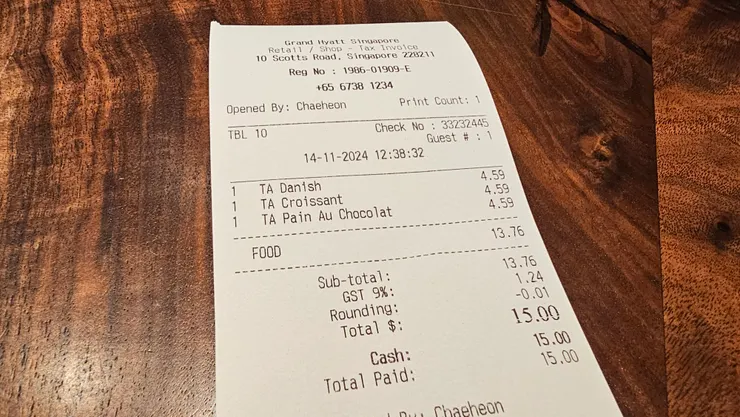 Grand Hyatt Singapore
Retail / Shop - Tax Invoice
10 Scotts Road, Singapore 228211
Reg No : 1986-01909-E
+65 6738 1234
Opened By: Chaeheon Print Count: 1
TBL 10 Check No : 33232445
Guest # : 1
14-11-2024 12:38:32
1 TA Danish 4.59
1 TA Croissant 4.59
1 TA Pain Au Chocolat 4.59
FOOD 13.76
Sub-total: 13.76
GST 9%: 1.24
Rounding: -0.01
Total $: 15.00
Cash: 15.00
Total Paid: 15.00
By: Chaeheon